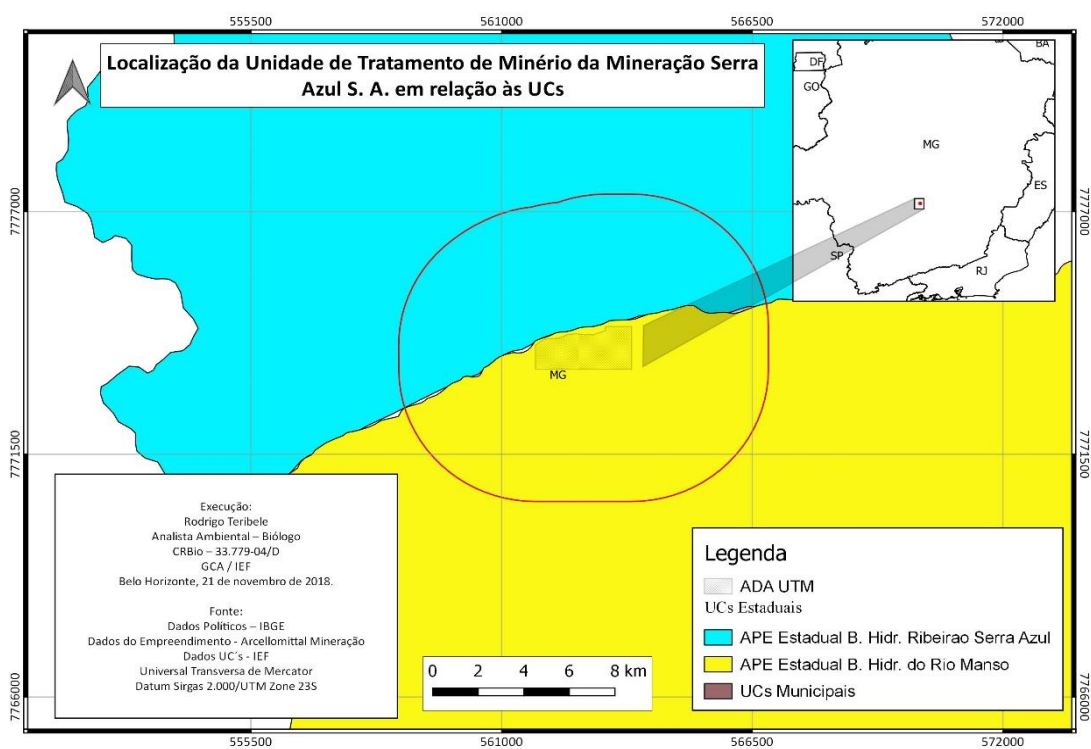 555500 561000 566500 572000
Localização da Unidade de Tratamento de Minério da Mineração Serra
Azul S. A. em relação às UCs
BA
DF
GO
MG
ES
SP
RJ
7777000 7777000
MG
7771500 7771500
Execução:
Rodrigo Teribele
Analista Ambiental – Biólogo
CRBio – 33.779-04/D
GCA / IEF
Belo Horizonte, 21 de novembro de 2018.
Fonte:
Dados Políticos – IBGE
Dados do Empreendimento - Arcellomittal Mineração
Dados UC´s - IEF
Universal Transversa de Mercator
Datum Sirgas 2.000/UTM Zone 23S
0 2 4 6 8 km
Legenda
ADA UTM
UCs Estaduais
APE Estadual B. Hidr. Ribeirao Serra Azul
APE Estadual B. Hidr. do Rio Manso
UCs Municipais
7766000 7766000
555500 561000 566500 572000